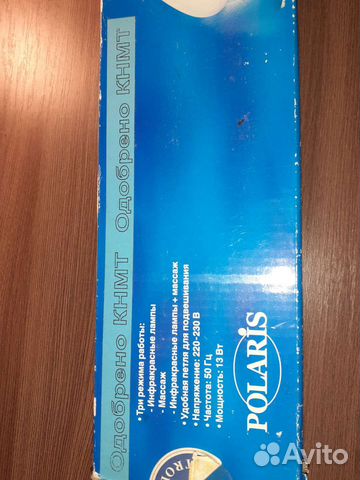 Одобрено КНМТ Одобрено КНМТ
• Три режима работы:
- Инфракрасные лампы
- Массаж
- Инфракрасные лампы + массаж
• Удобная петля для подвешивания
• Напряжение: 220-230 В
• Частота: 50 Гц
• Мощность: 13 Вт
POLARIS
TROL
Avito